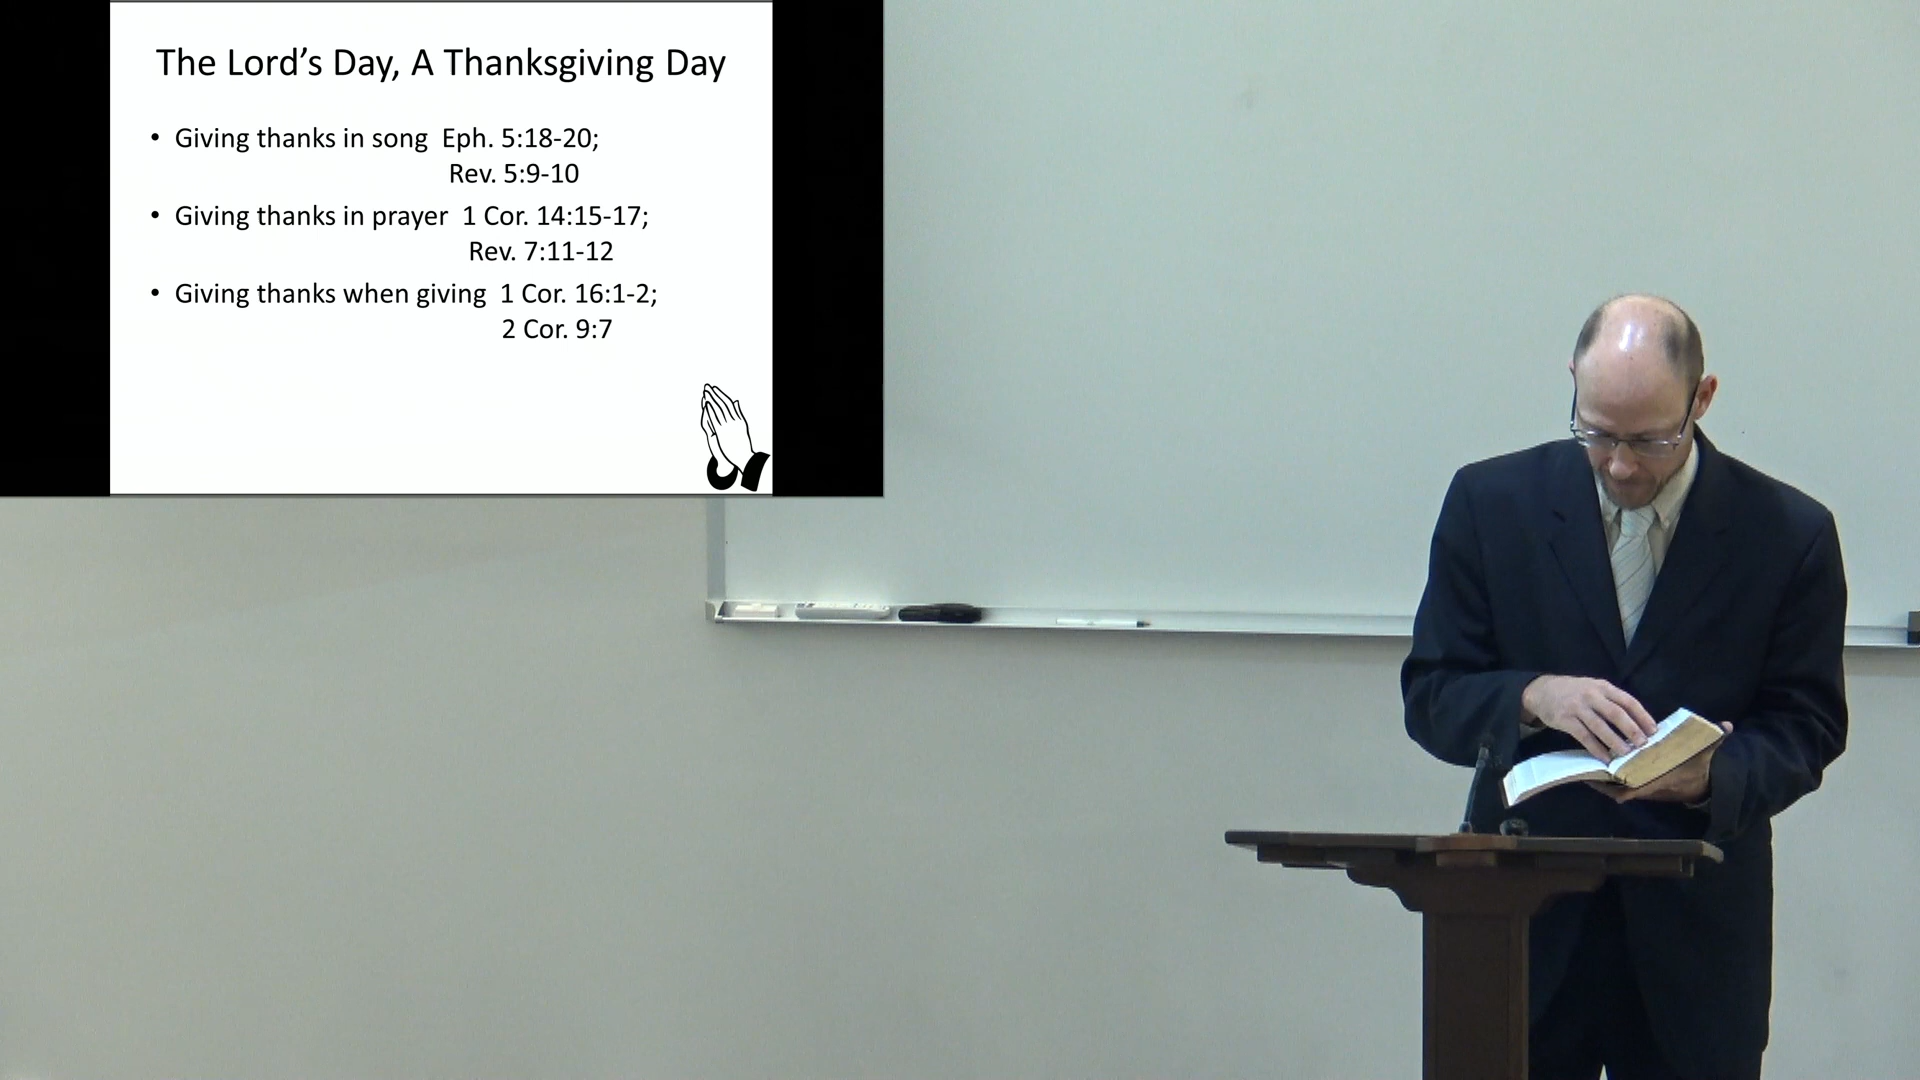 The Lord’s Day, A Thanksgiving Day
• Giving thanks in song Eph. 5:18-20;
Rev. 5:9-10
• Giving thanks in prayer 1 Cor. 14:15-17;
Rev. 7:11-12
• Giving thanks when giving 1 Cor. 16:1-2;
2 Cor. 9:7